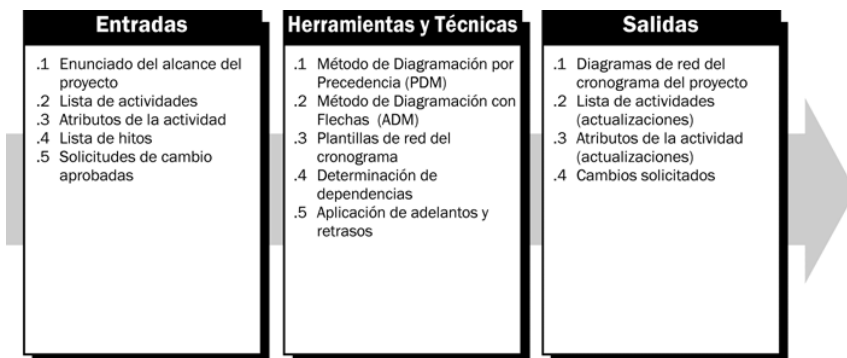 Entradas
.1 Enunciado del alcance del
proyecto
.2 Lista de actividades
.3 Atributos de la actividad
.4 Lista de hitos
.5 Solicitudes de cambio
aprobadas
Herramientas y Técnicas
.1 Método de Diagramación por
Precedencia (PDM)
.2 Método de Diagramación con
Flechas (ADM)
.3 Plantillas de red del
cronograma
.4 Determinación de
dependencias
.5 Aplicación de adelantos y
retrasos
Salidas
.1 Diagramas de red del
cronograma del proyecto
.2 Lista de actividades
(actualizaciones)
.3 Atributos de la actividad
(actualizaciones)
.4 Cambios solicitados